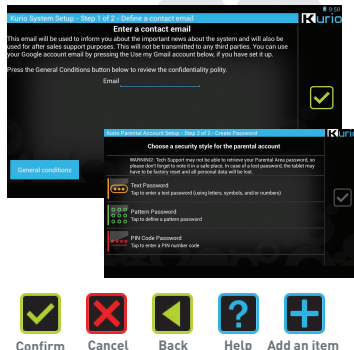 9:50
Kurio System Setup - Step 1 of 2 - Define a contact email
Kurio
Enter a contact email
This email will be used to inform you about the important news about the system and will also be
used for after sales support purposes. This will not be transmitted to any third parties. You can use
your Google account email by pressing the Use my Gmail account button below, if you have it set up.
Press the General Conditions button below to review the confidentiality polity.
Email
General conditions
Kurio Parental Account Setup - Step 2 of 2 - Create Password
Kurio
Choose a security style for the parental account
WARNING: Tech Support may not be able to retrieve your Parental Area password, so
please don't forget to note it in a safe place. In case of a lost password, the tablet may
have to be factory reset and all personal data will be lost.
Text Password
Tap to enter a text password (using letters, symbols, and/or numbers)
Pattern Password
Tap to define a pattern password
PIN Code Password
Tap to enter a PIN number code
Confirm Cancel Back Help Add an item